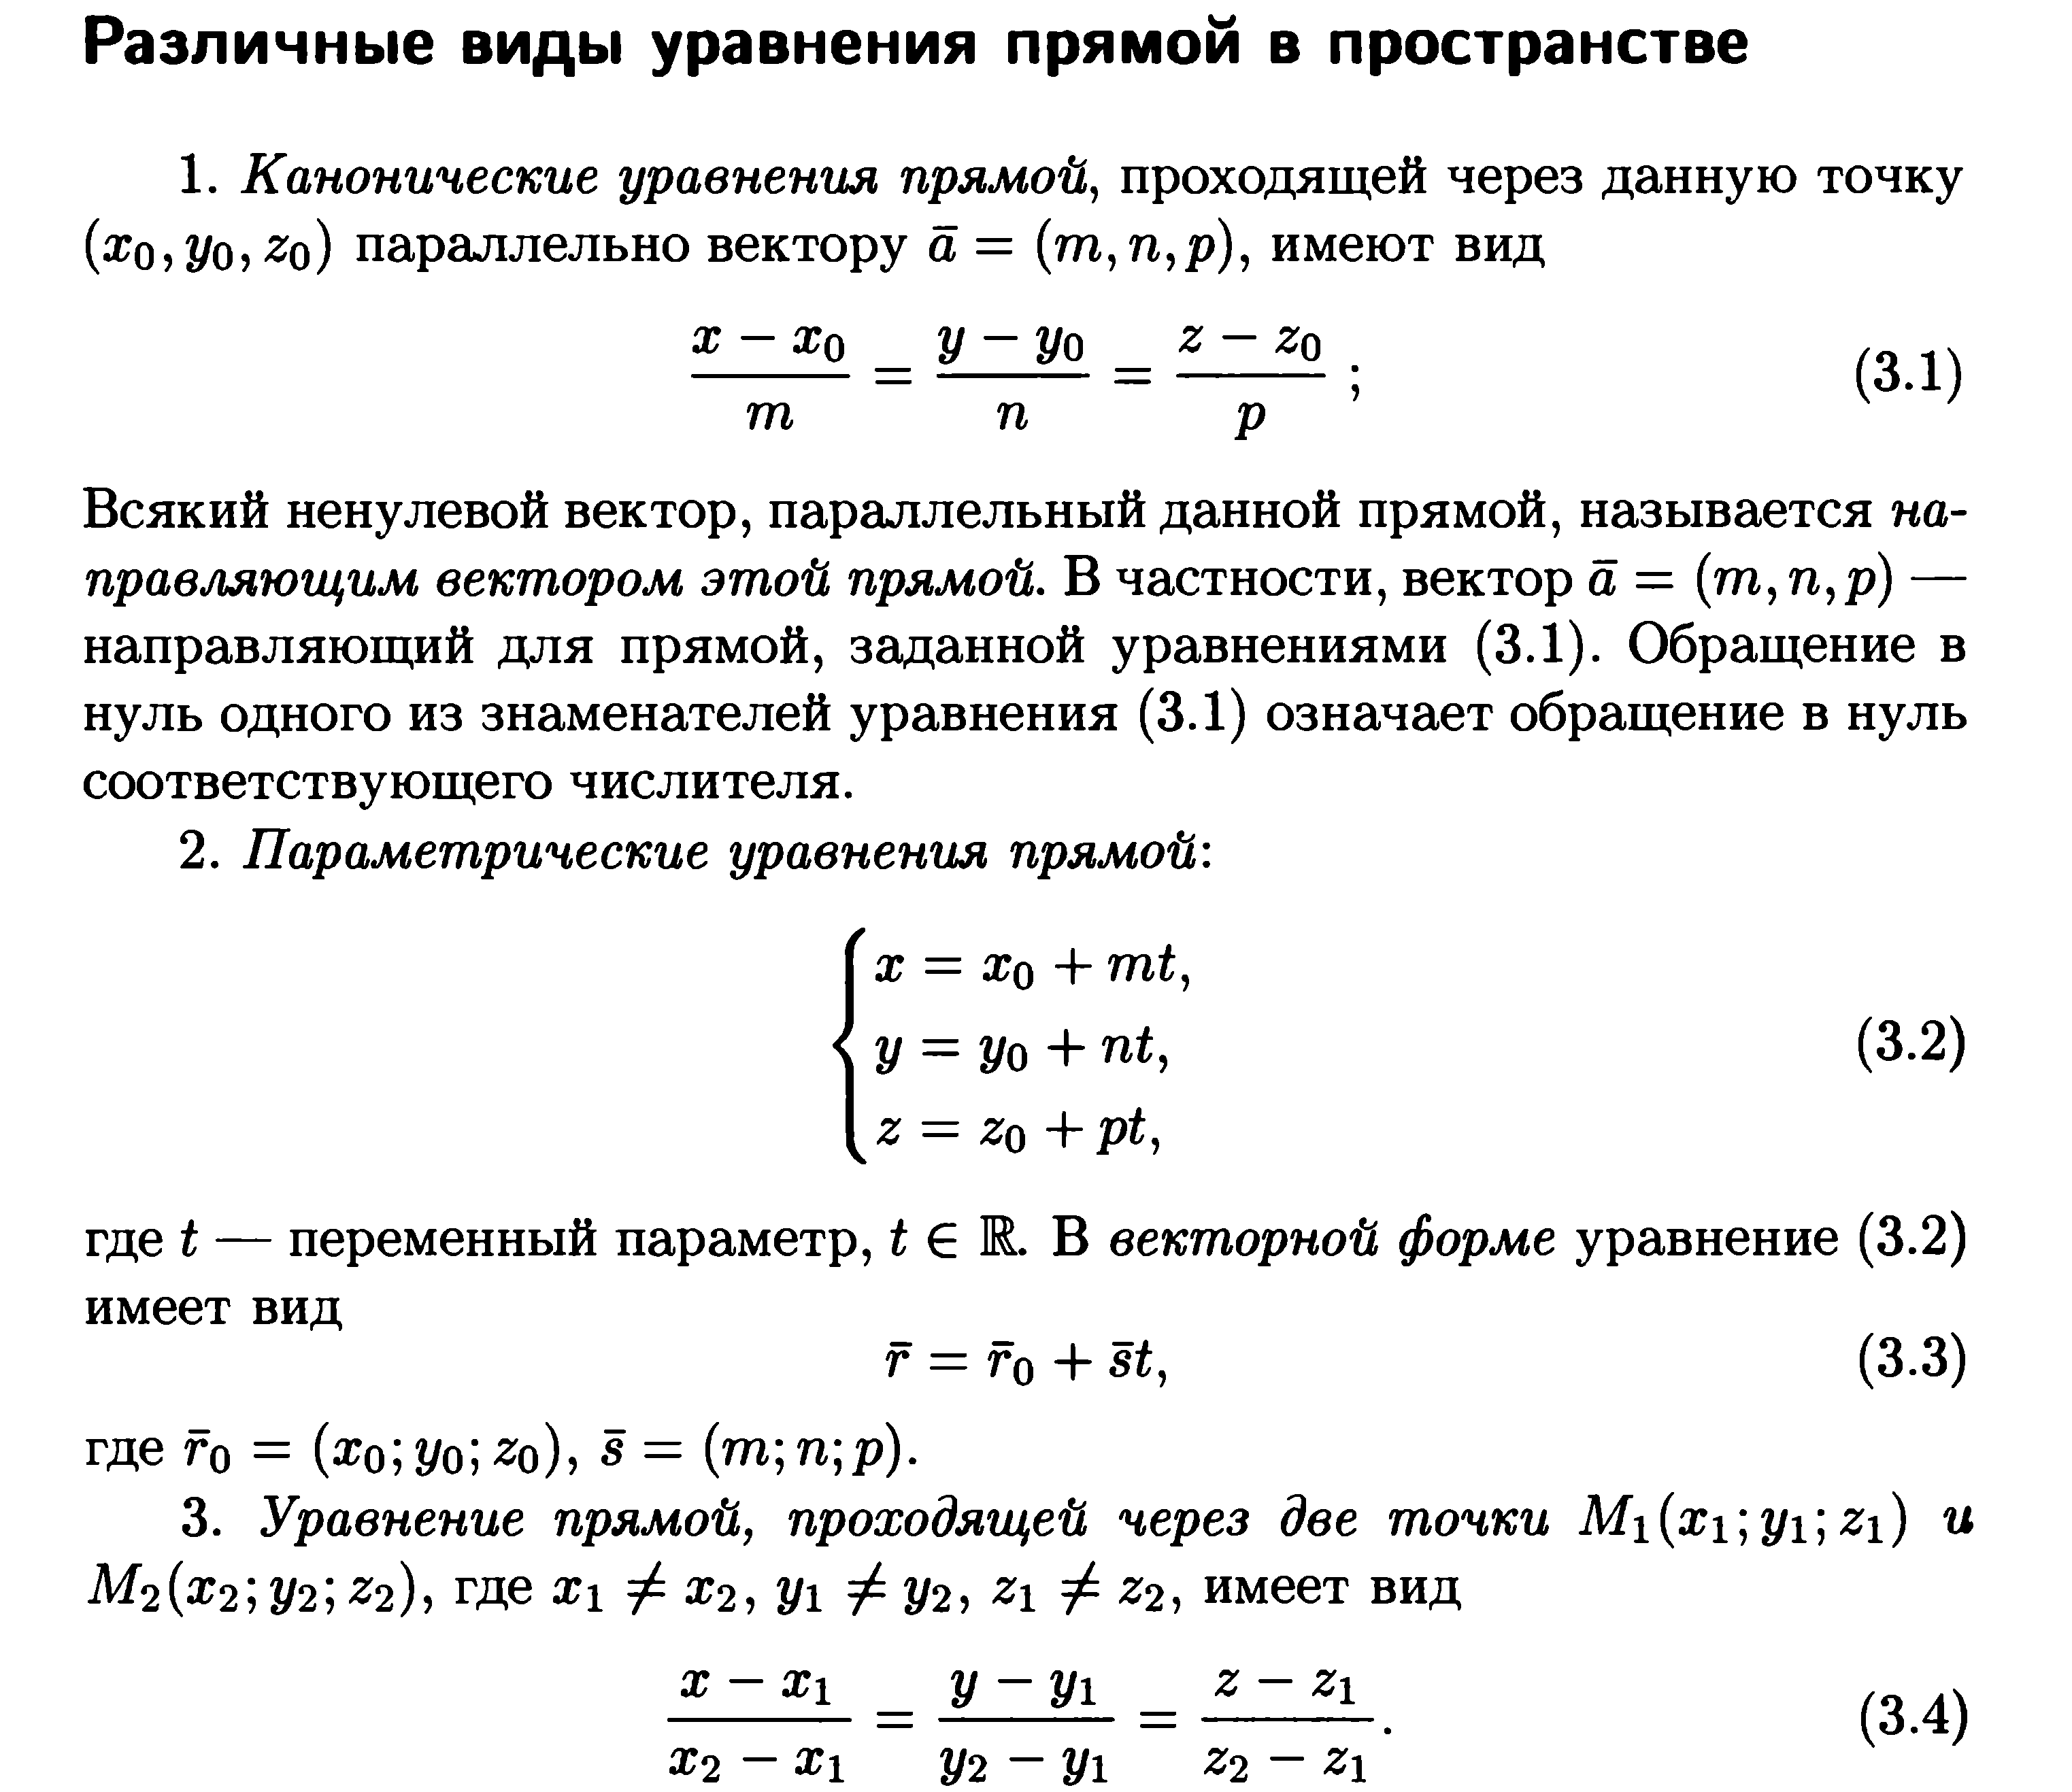 Различные виды уравнения прямой в пространстве
1. Канонические уравнения прямой, проходящей через данную точку
(x₀, y₀, z₀) параллельно вектору a̅ = (m, n, p), имеют вид
(x − x₀)/m = (y − y₀)/n = (z − z₀)/p ; (3.1)
Всякий ненулевой вектор, параллельный данной прямой, называется на-
правляющим вектором этой прямой. В частности, вектор a̅ = (m, n, p) —
направляющий для прямой, заданной уравнениями (3.1). Обращение в
нуль одного из знаменателей уравнения (3.1) означает обращение в нуль
соответствующего числителя.
2. Параметрические уравнения прямой:
x = x₀ + mt,
y = y₀ + nt, (3.2)
z = z₀ + pt,
где t — переменный параметр, t ∈ ℝ. В векторной форме уравнение (3.2)
имеет вид
r̅ = r̅₀ + s̅t, (3.3)
где r̅₀ = (x₀; y₀; z₀), s̅ = (m; n; p).
3. Уравнение прямой, проходящей через две точки M₁(x₁; y₁; z₁) и
M₂(x₂; y₂; z₂), где x₁ ≠ x₂, y₁ ≠ y₂, z₁ ≠ z₂, имеет вид
(x − x₁)/(x₂ − x₁) = (y − y₁)/(y₂ − y₁) = (z − z₁)/(z₂ − z₁). (3.4)